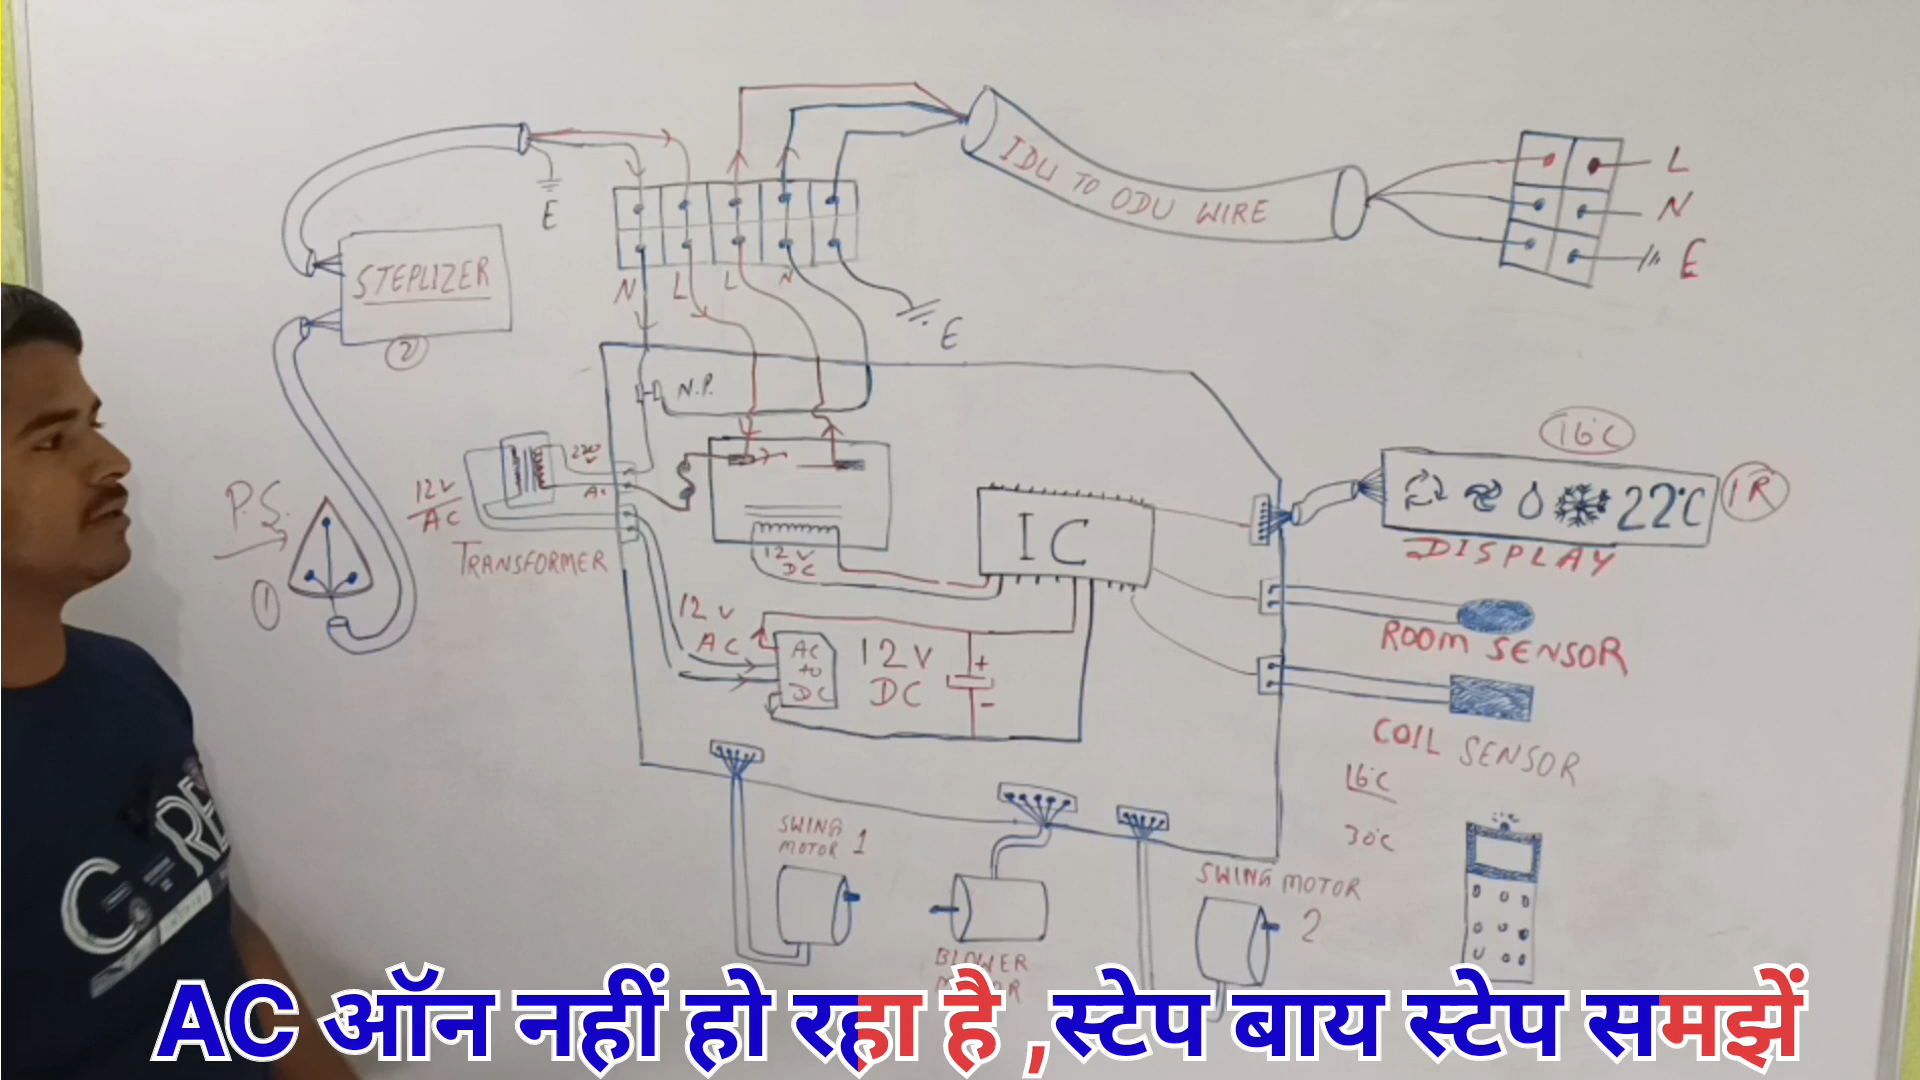 IDU TO ODU WIRE
L
N
E
E
STEPLIZER
2
N L L N
E
N.P.
16°C
220
V
AC
12V
AC
TRANSFORMER
P.S.
1
12V
DC
IC
22°C
IR
DISPLAY
12V
AC
AC
to
DC
12V
DC
+
-
ROOM SENSOR
COIL SENSOR
16°C
30°C
SWING
MOTOR 1
BLOWER
MOTOR
SWING MOTOR
2
AC ऑन नहीं हो रहा है ,स्टेप बाय स्टेप समझें